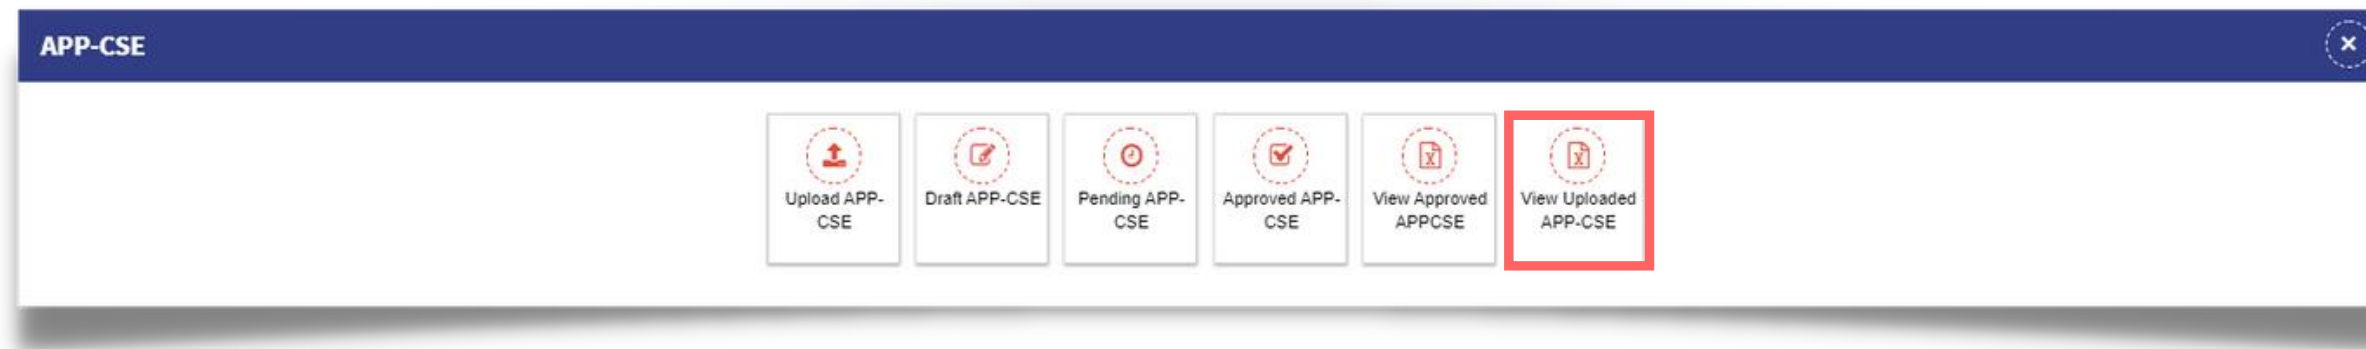 APP-CSE
Upload APP-
CSE
Draft APP-CSE
Pending APP-
CSE
Approved APP-
CSE
View Approved
APPCSE
View Uploaded
APP-CSE